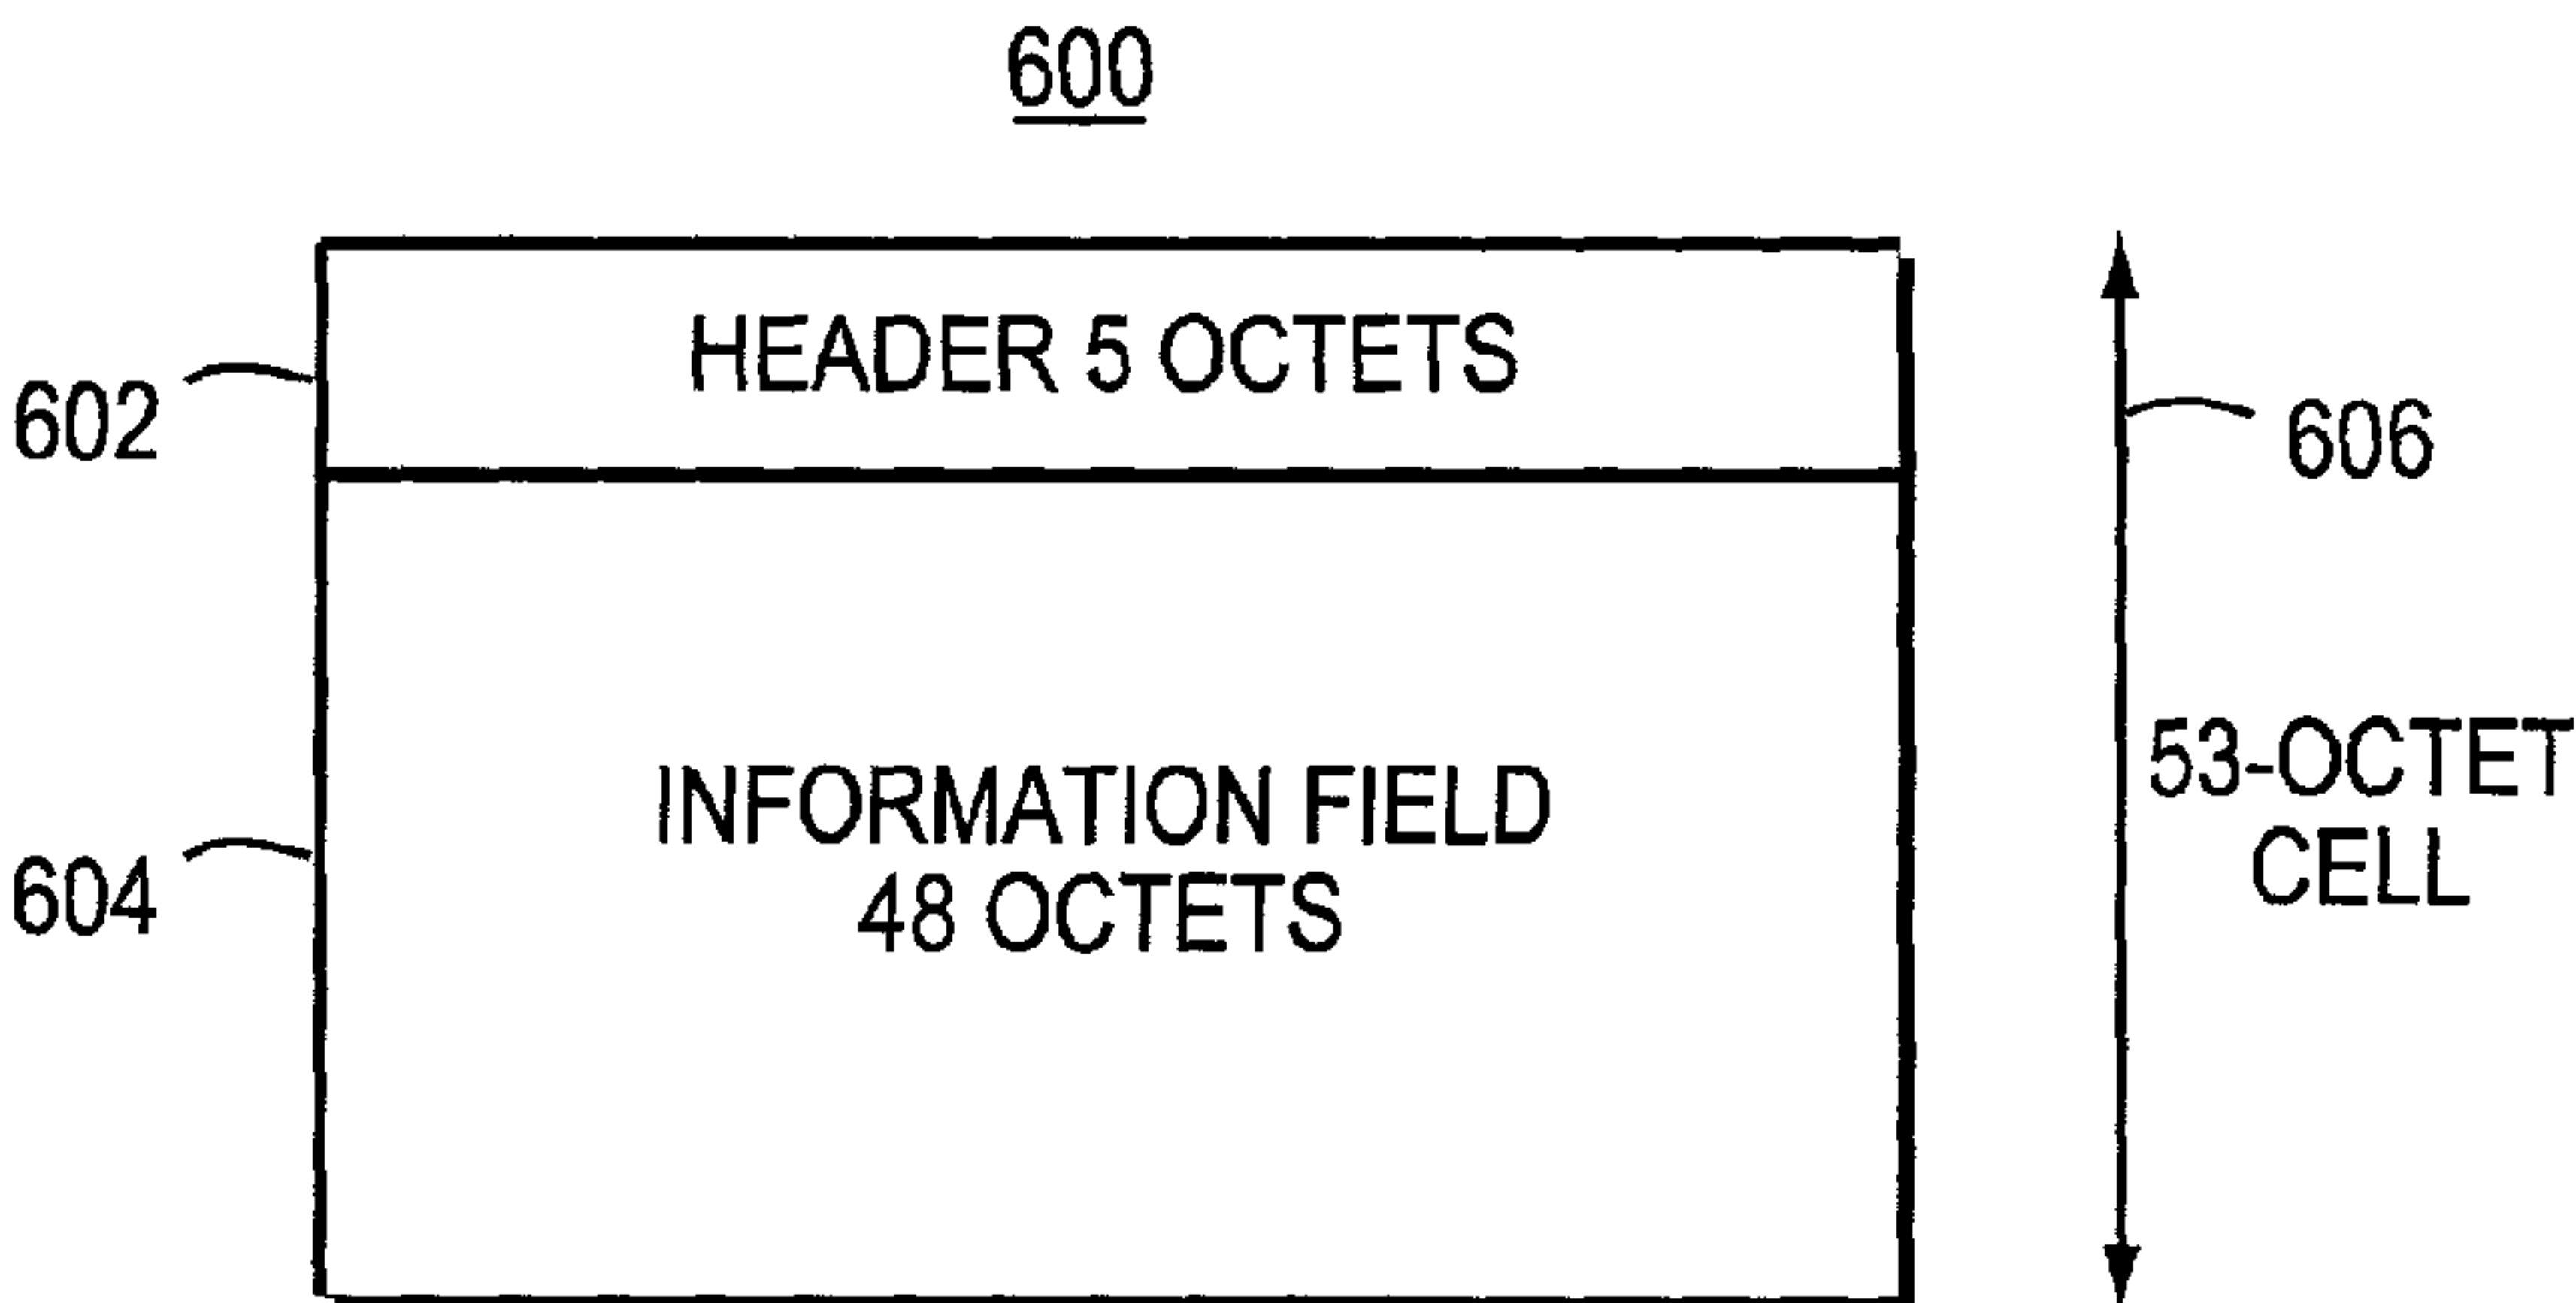 600
HEADER 5 OCTETS
602
606
INFORMATION FIELD
48 OCTETS
604
53-OCTET
CELL